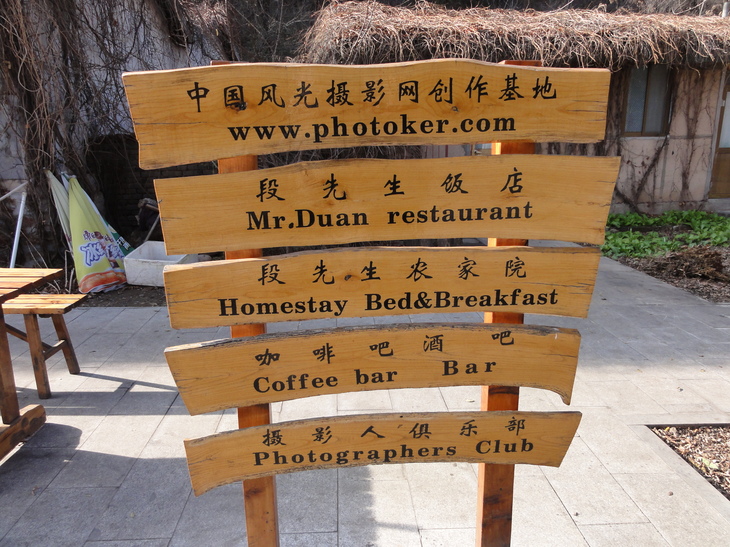 中国风光摄影网创作基地
www.photoker.com
段先生饭店
Mr.Duan restaurant
段先生农家院
Homestay Bed&Breakfast
咖啡吧酒吧
Coffee bar Bar
摄影人俱乐部
Photographers Club